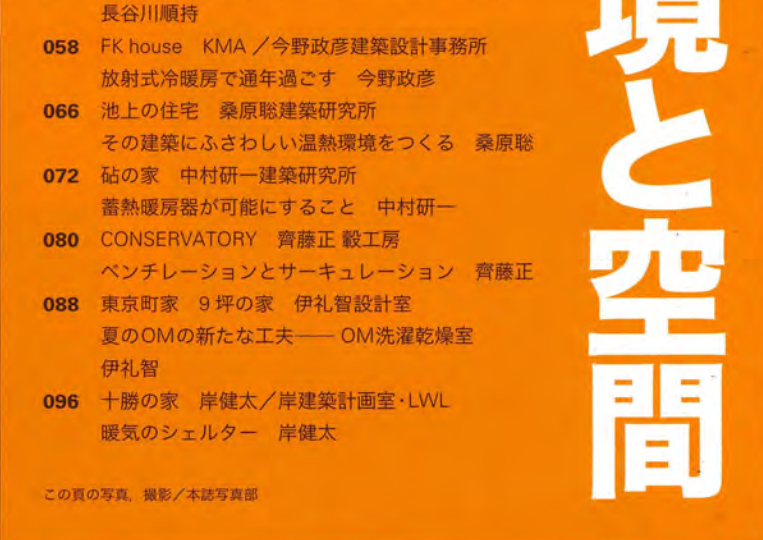 長谷川順持
058 FK house KMA／今野政彦建築設計事務所
放射式冷暖房で通年過ごす 今野政彦
066 池上の住宅 桑原聡建築研究所
その建築にふさわしい温熱環境をつくる 桑原聡
072 砧の家 中村研一建築研究所
蓄熱暖房器が可能にすること 中村研一
080 CONSERVATORY 齊藤正 轂工房
ベンチレーションとサーキュレーション 齊藤正
088 東京町家 9坪の家 伊礼智設計室
夏のOMの新たな工夫―― OM洗濯乾燥室
伊礼智
096 十勝の家 岸健太／岸建築計画室・LWL
暖気のシェルター 岸健太
この頁の写真，撮影／本誌写真部
境と空間